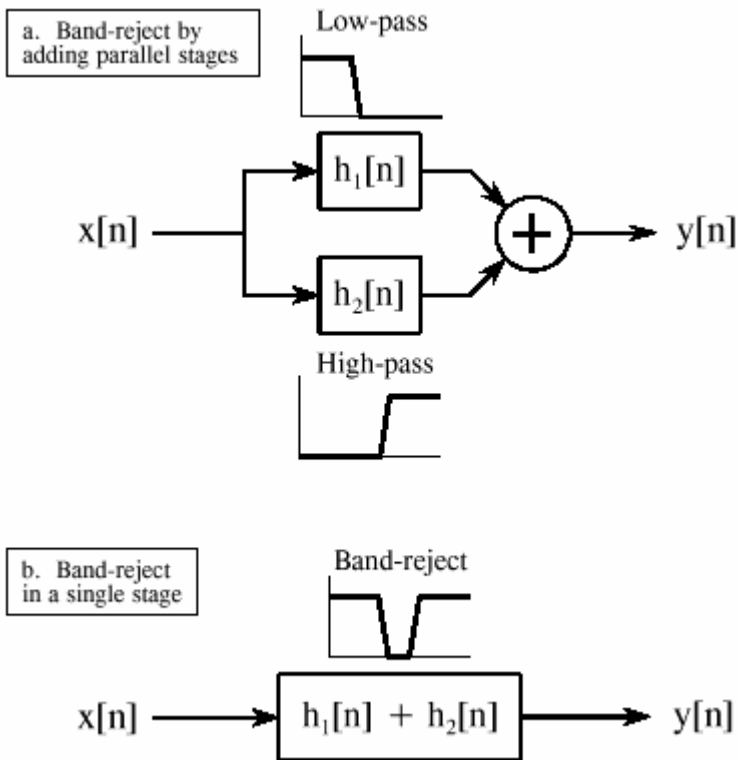 a. Band-reject by
adding parallel stages
Low-pass
h₁[n]
x[n]
+
y[n]
h₂[n]
High-pass
b. Band-reject
in a single stage
Band-reject
x[n]
h₁[n] + h₂[n]
y[n]